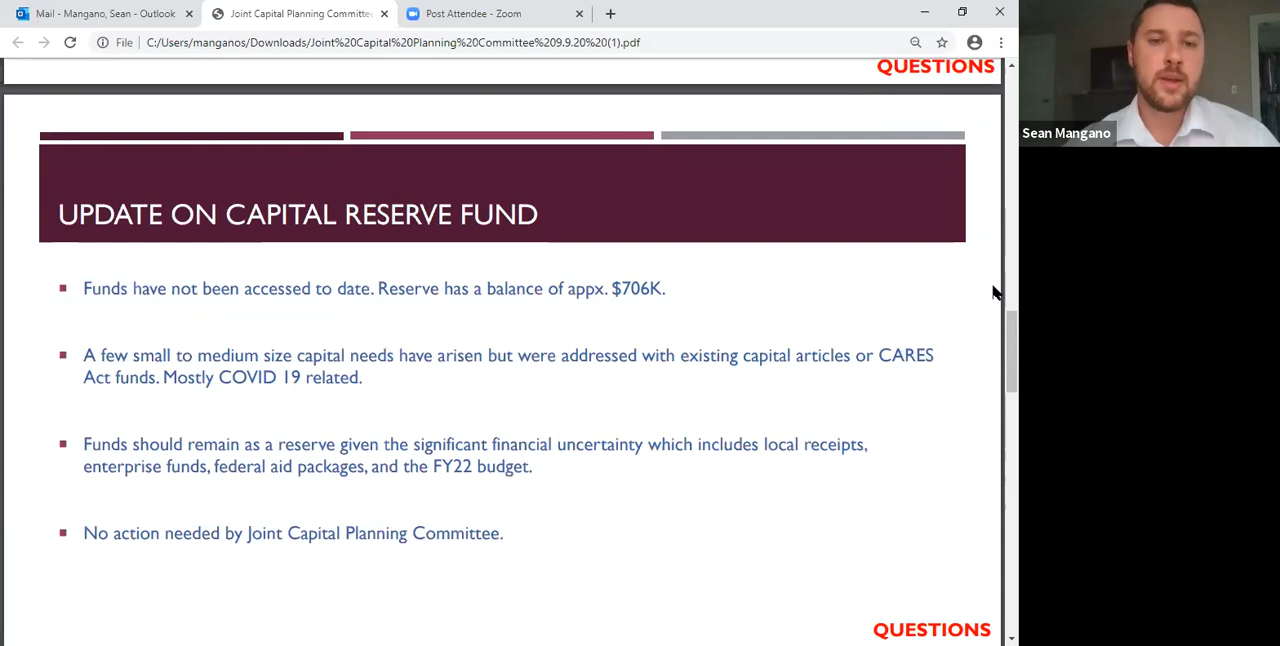 Mail - Mangano, Sean - Outlook
Joint Capital Planning Committee
Post Attendee - Zoom
File
C:/Users/manganos/Downloads/Joint%20Capital%20Planning%20Committee%209.9.20%20(1).pdf
QUESTIONS
Sean Mangano
UPDATE ON CAPITAL RESERVE FUND
Funds have not been accessed to date. Reserve has a balance of appx. $706K.
A few small to medium size capital needs have arisen but were addressed with existing capital articles or CARES
Act funds. Mostly COVID 19 related.
Funds should remain as a reserve given the significant financial uncertainty which includes local receipts,
enterprise funds, federal aid packages, and the FY22 budget.
No action needed by Joint Capital Planning Committee.
QUESTIONS